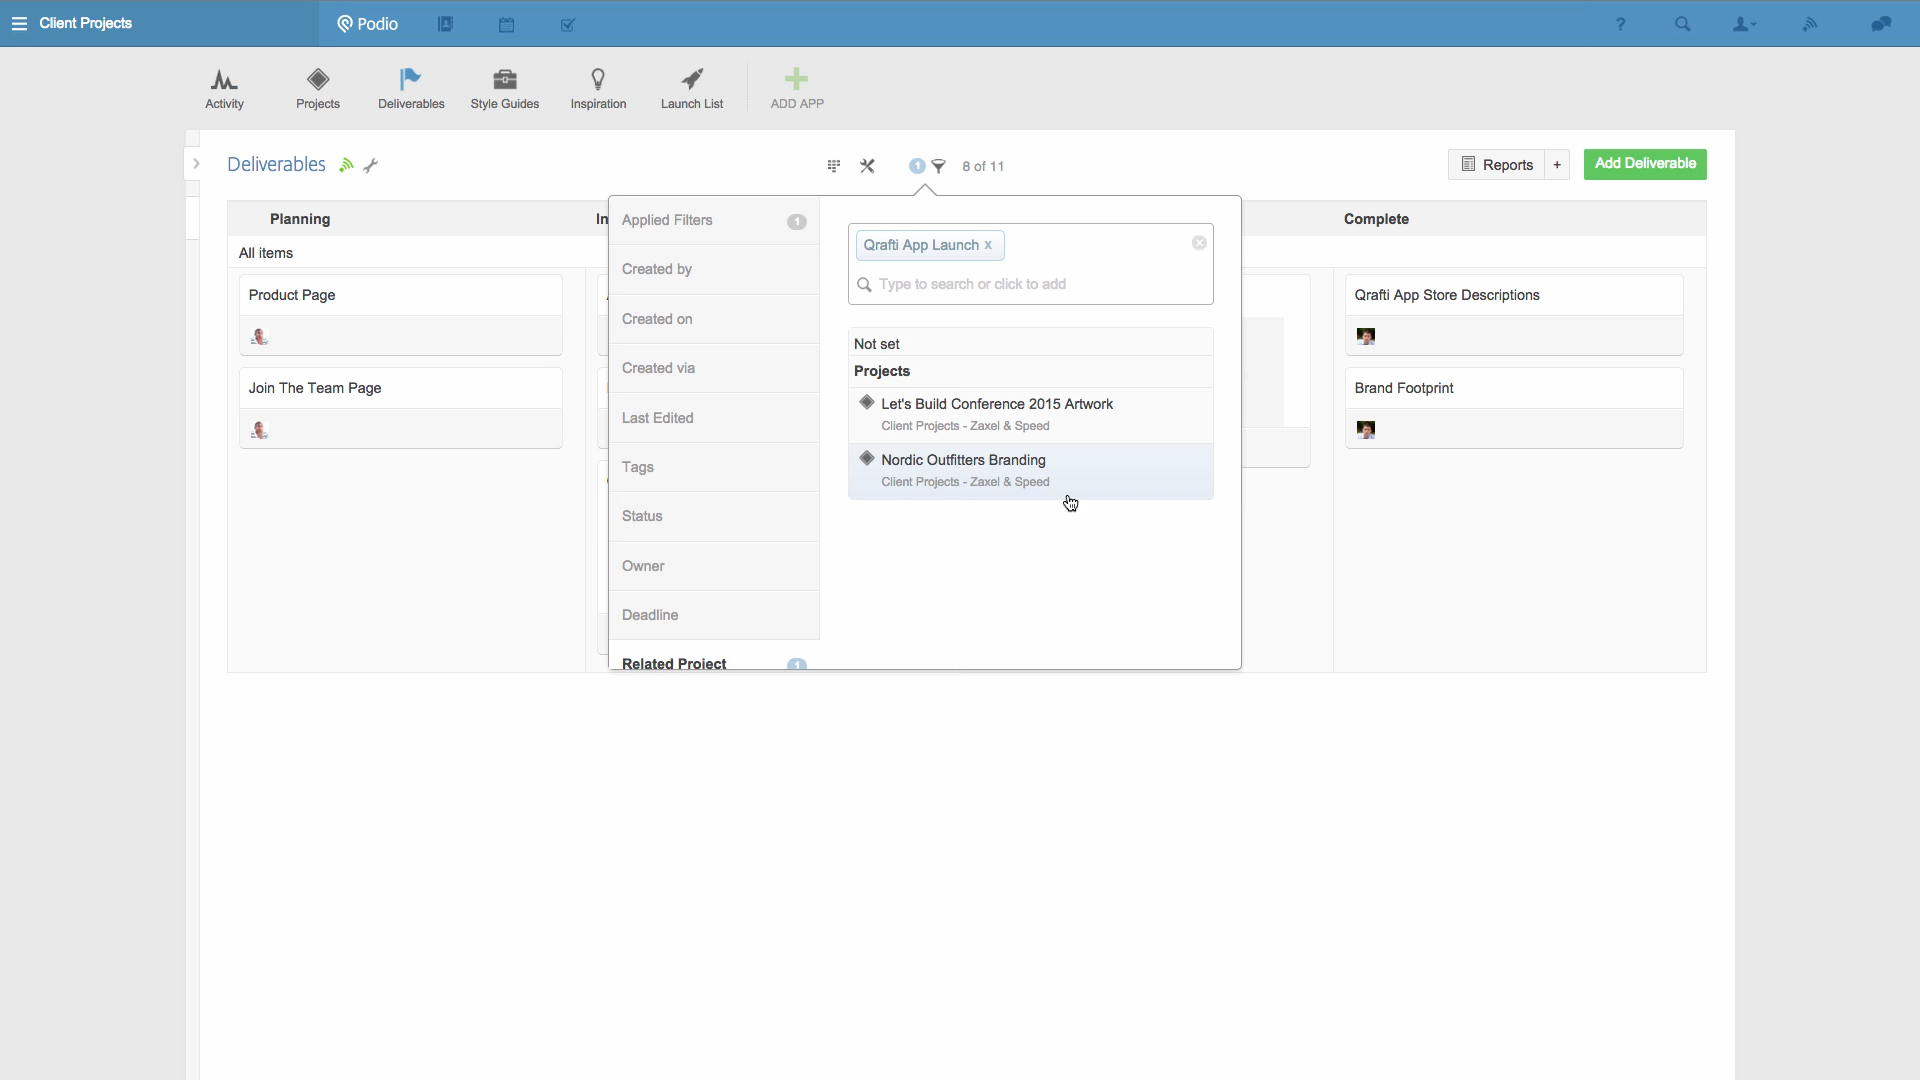 Client Projects
Podio
?
Activity
Projects
Deliverables
Style Guides
Inspiration
Launch List
ADD APP
Deliverables
1
8 of 11
Reports
+
Add Deliverable
Planning
In
Complete
All items
Product Page
Join The Team Page
Applied Filters 1
Created by
Created on
Created via
Last Edited
Tags
Status
Owner
Deadline
Related Project 1
Qrafti App Launch x
Type to search or click to add
Not set
Projects
Let's Build Conference 2015 Artwork
Client Projects - Zaxel & Speed
Nordic Outfitters Branding
Client Projects - Zaxel & Speed
Qrafti App Store Descriptions
Brand Footprint